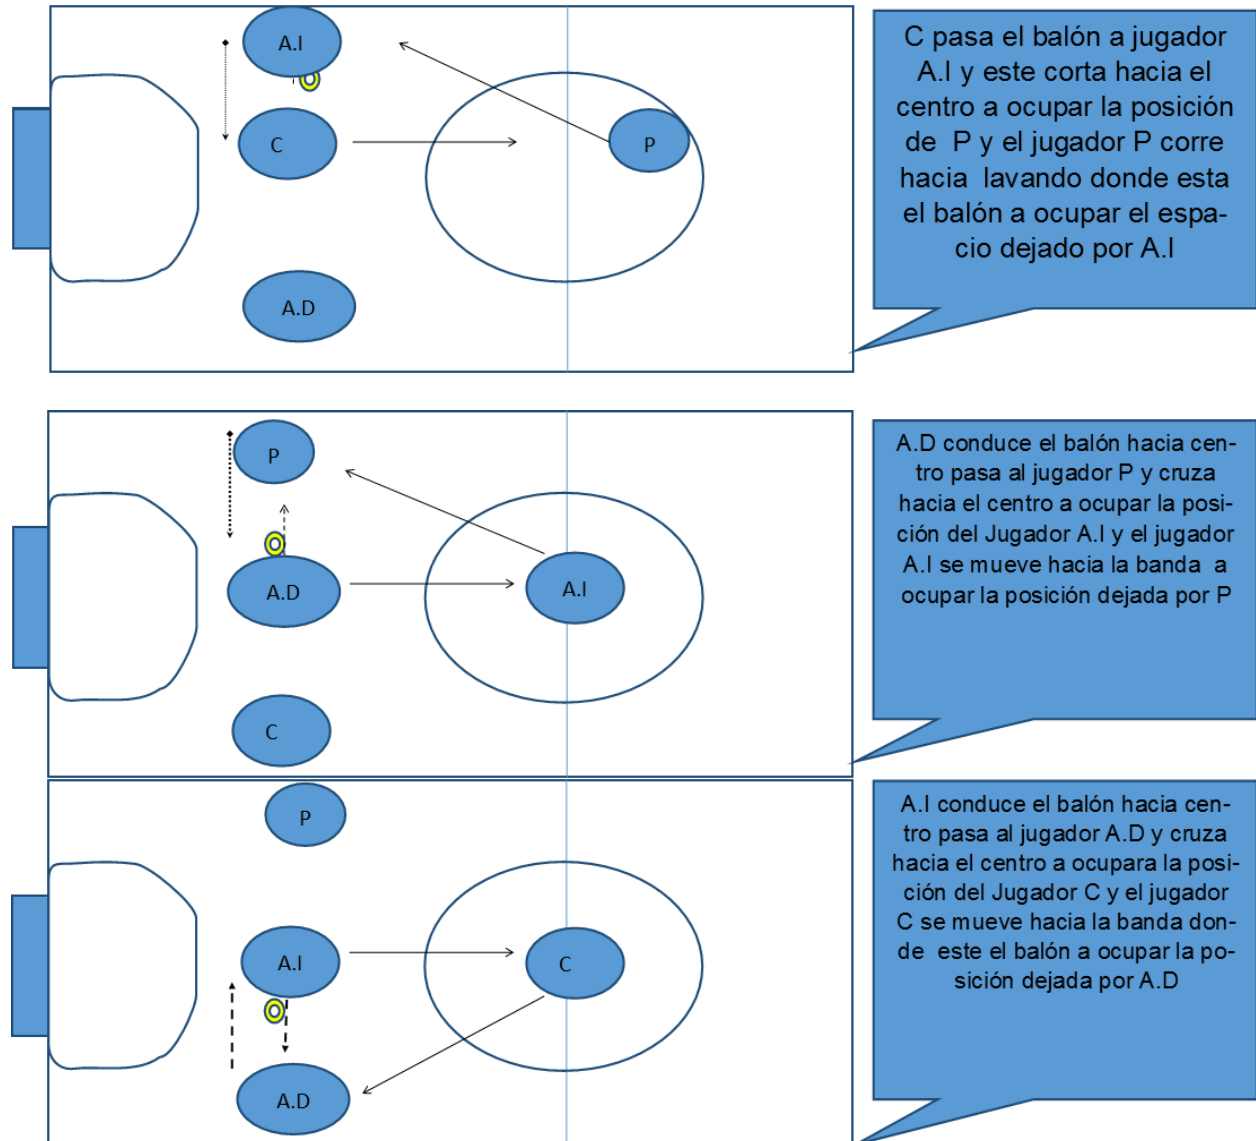 A.I
C
P
A.D
C pasa el balón a jugador
A.I y este corta hacia el
centro a ocupar la posición
de P y el jugador P corre
hacia lavando donde esta
el balón a ocupar el espa-
cio dejado por A.I
P
A.D
A.I
C
A.D conduce el balón hacia cen-
tro pasa al jugador P y cruza
hacia el centro a ocupar la posi-
ción del Jugador A.I y el jugador
A.I se mueve hacia la banda a
ocupar la posición dejada por P
P
A.I
C
A.D
A.I conduce el balón hacia cen-
tro pasa al jugador A.D y cruza
hacia el centro a ocupara la posi-
ción del Jugador C y el jugador
C se mueve hacia la banda don-
de este el balón a ocupar la po-
sición dejada por A.D